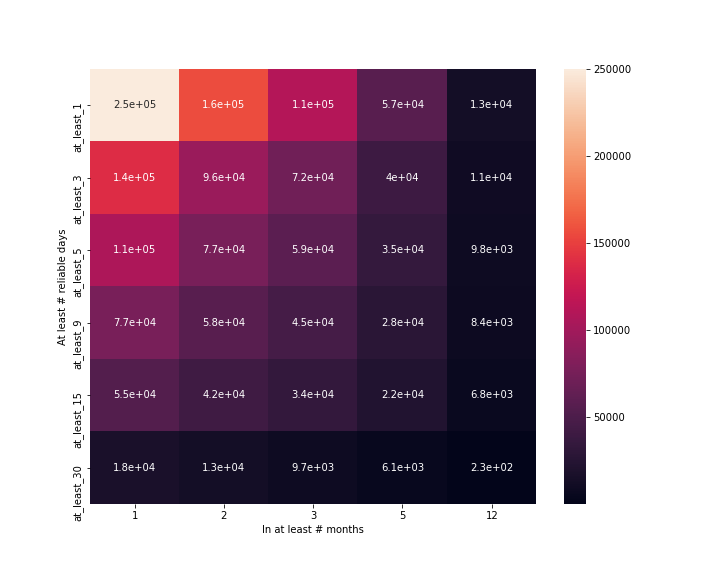 250000
2.5e+05 1.6e+05 1.1e+05 5.7e+04 1.3e+04
at_least_1
200000
1.4e+05 9.6e+04 7.2e+04 4e+04 1.1e+04
at_least_3
150000
1.1e+05 7.7e+04 5.9e+04 3.5e+04 9.8e+03
at_least_5
At least # reliable days
100000
7.7e+04 5.8e+04 4.5e+04 2.8e+04 8.4e+03
at_least_9
50000
5.5e+04 4.2e+04 3.4e+04 2.2e+04 6.8e+03
at_least_15
1.8e+04 1.3e+04 9.7e+03 6.1e+03 2.3e+02
at_least_30
1 2 3 5 12
In at least # months